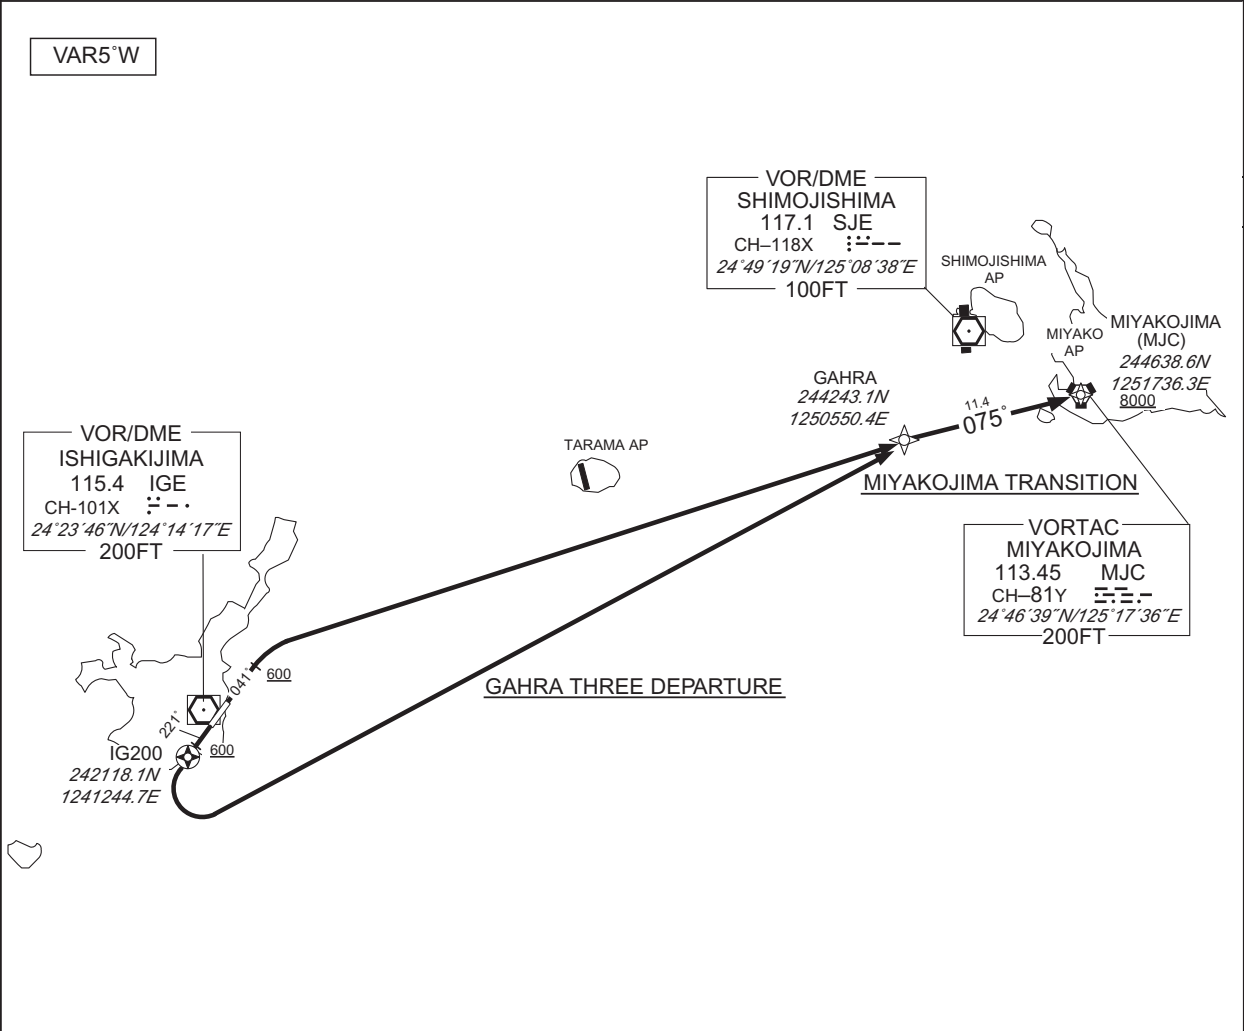 VAR5°W
VOR/DME
SHIMOJISHIMA
117.1 SJE
CH–118X
24°49´19˝N/125°08´38˝E
100FT
SHIMOJISHIMA
AP
MIYAKO
AP
MIYAKOJIMA
(MJC)
244638.6N
1251736.3E
8000
GAHRA
244243.1N
1250550.4E
11.4
075°
TARAMA AP
MIYAKOJIMA TRANSITION
VOR/DME
ISHIGAKIJIMA
115.4 IGE
CH-101X
24°23´46˝N/124°14´17˝E
200FT
VORTAC
MIYAKOJIMA
113.45 MJC
CH–81Y
24°46´39˝N/125°17´36˝E
200FT
041°
600
GAHRA THREE DEPARTURE
221°
600
IG200
242118.1N
1241244.7E